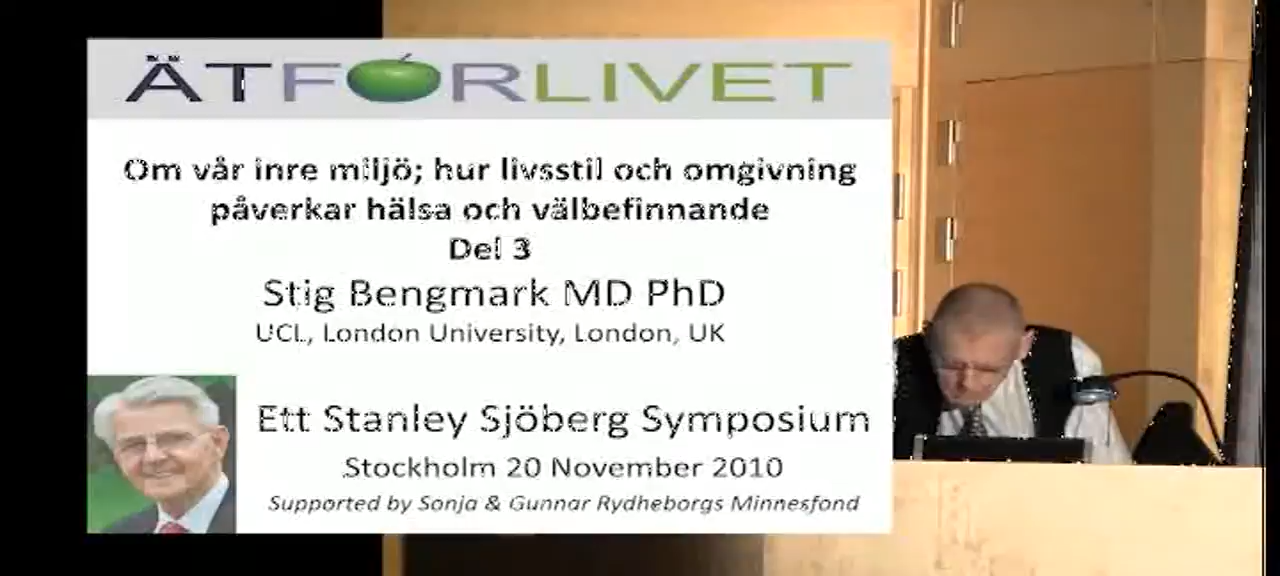 ÄTFÖRLIVET
Om vår inre miljö; hur livsstil och omgivning
påverkar hälsa och välbefinnande
Del 3
Stig Bengmark MD PhD
UCL, London University, London, UK
Ett Stanley Sjöberg Symposium
Stockholm 20 November 2010
Supported by Sonja & Gunnar Rydheborgs Minnesfond